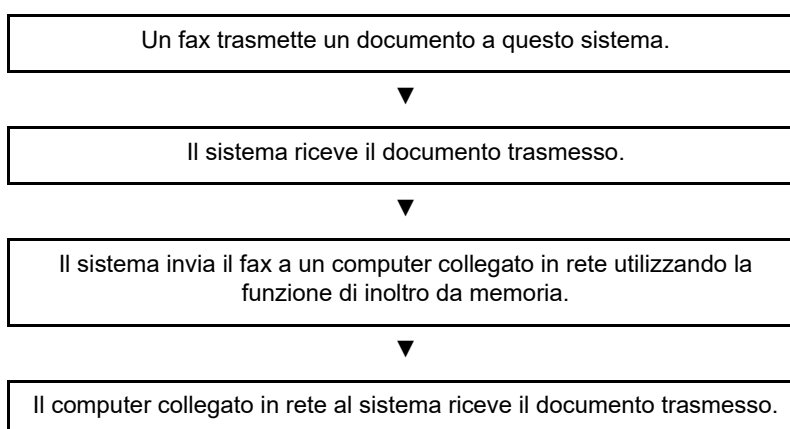 Un fax trasmette un documento a questo sistema.
▼
Il sistema riceve il documento trasmesso.
▼
Il sistema invia il fax a un computer collegato in rete utilizzando la
funzione di inoltro da memoria.
▼
Il computer collegato in rete al sistema riceve il documento trasmesso.